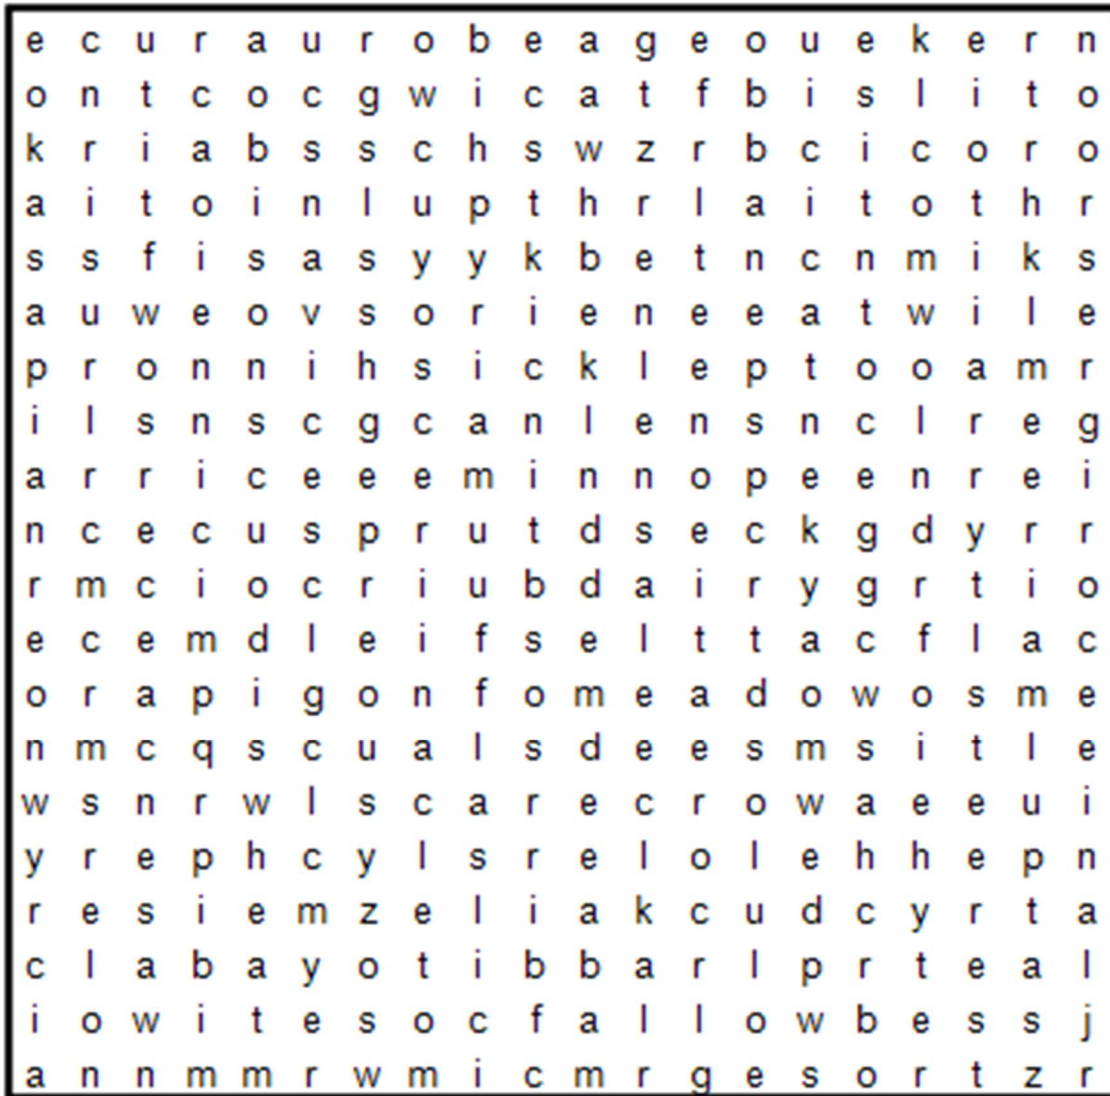 e c u r a u r o b e a g e o u e k e r n
o n t c o c g w i c a t f b i s l i t o
k r i a b s s c h s w z r b c i c o r o
a i t o i n l u p t h r l a i t o t h r
s s f i s a s y y k b e t n c n m i k s
a u w e o v s o r i e n e e a t w i l e
p r o n n i h s i c k l e p t o o a m r
i l s n s c g c a n l e n s n c l r e g
a r r i c e e e m i n n o p e e n r e i
n c e c u s p r u t d s e c k g d y r r
r m c i o c r i u b d a i r y g r t i o
e c e m d l e i f s e l t t a c f l a c
o r a p i g o n f o m e a d o w o s m e
n m c q s c u a l s d e e s m s i t l e
w s n r w l s c a r e c r o w a e e u i
y r e p h c y l s r e l o l e h h e p n
r e s i e m z e l i a k c u d c y r t a
c l a b a y o t i b b a r l p r t e a l
i o w i t e s o c f a l l o w b e s s j
a n n m m r w m i c m r g e s o r t z r